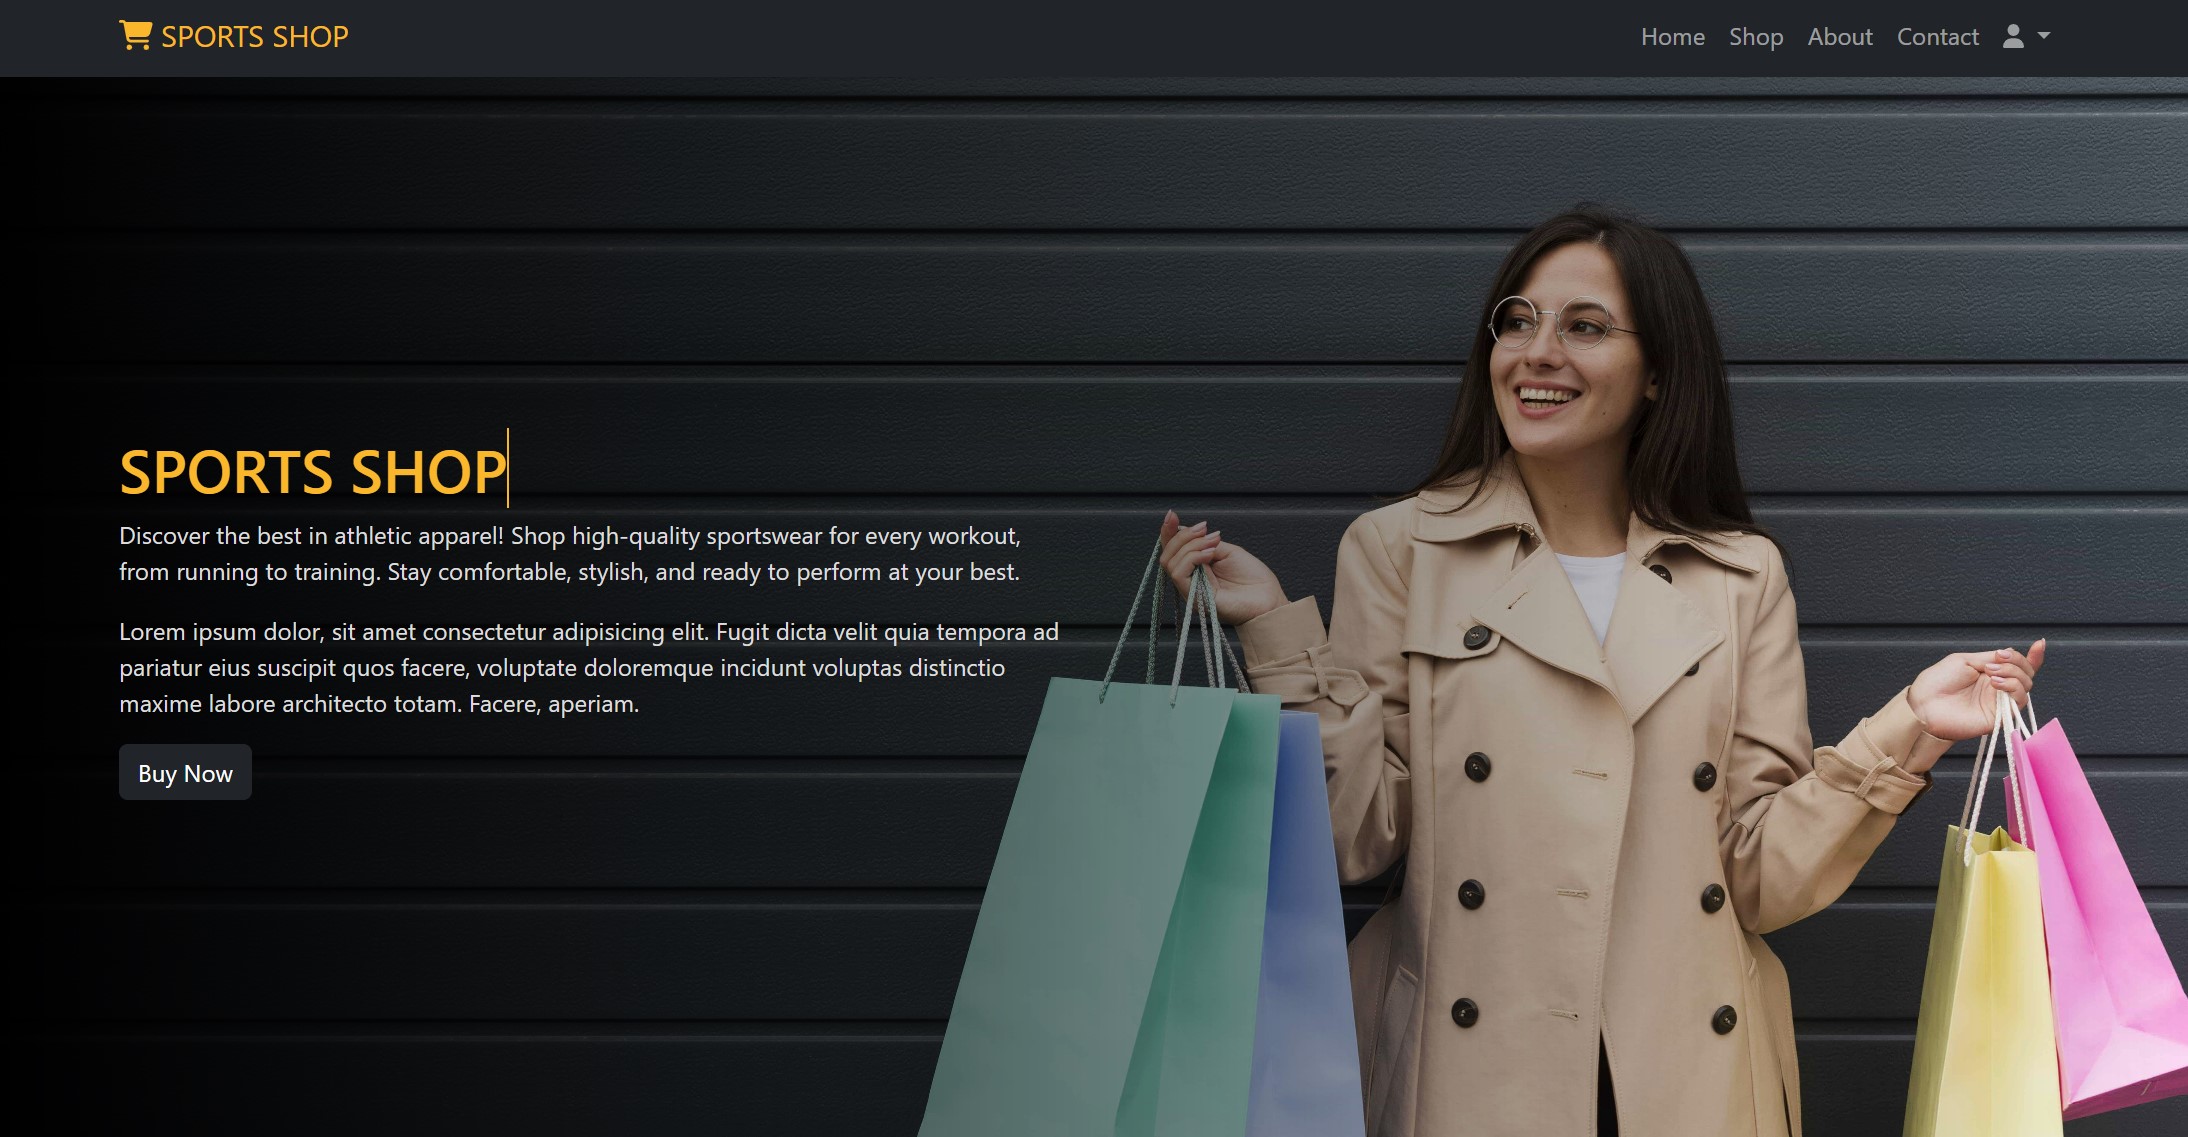 SPORTS SHOP
Home
Shop
About
Contact
SPORTS SHOP
Discover the best in athletic apparel! Shop high-quality sportswear for every workout,
from running to training. Stay comfortable, stylish, and ready to perform at your best.
Lorem ipsum dolor, sit amet consectetur adipisicing elit. Fugit dicta velit quia tempora ad
pariatur eius suscipit quos facere, voluptate doloremque incidunt voluptas distinctio
maxime labore architecto totam. Facere, aperiam.
Buy Now